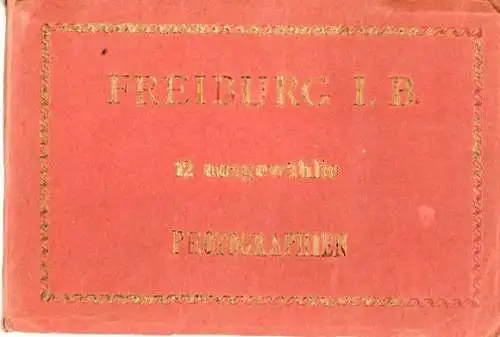 FREIBURG I. B.
12 ausgewählte
PHOTOGRAPHIEN